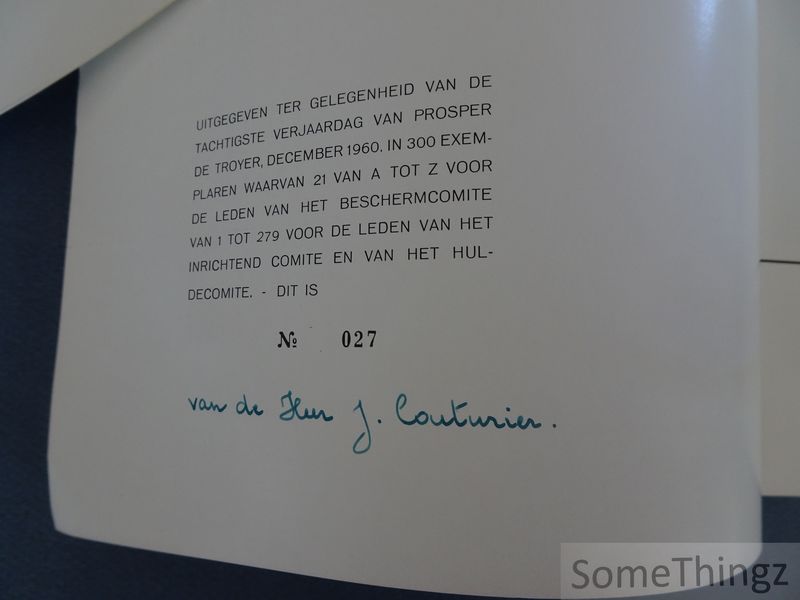 UITGEGEVEN TER GELEGENHEID VAN DE
TACHTIGSTE VERJAARDAG VAN PROSPER
DE TROYER, DECEMBER 1960. IN 300 EXEM-
PLAREN WAARVAN 21 VAN A TOT Z VOOR
DE LEDEN VAN HET BESCHERMCOMITE
VAN 1 TOT 279 VOOR DE LEDEN VAN HET
INRICHTEND COMITE EN VAN HET HUL-
DECOMITE. - DIT IS
№ 027
van de Heer J. Couturier.
SomeThingz